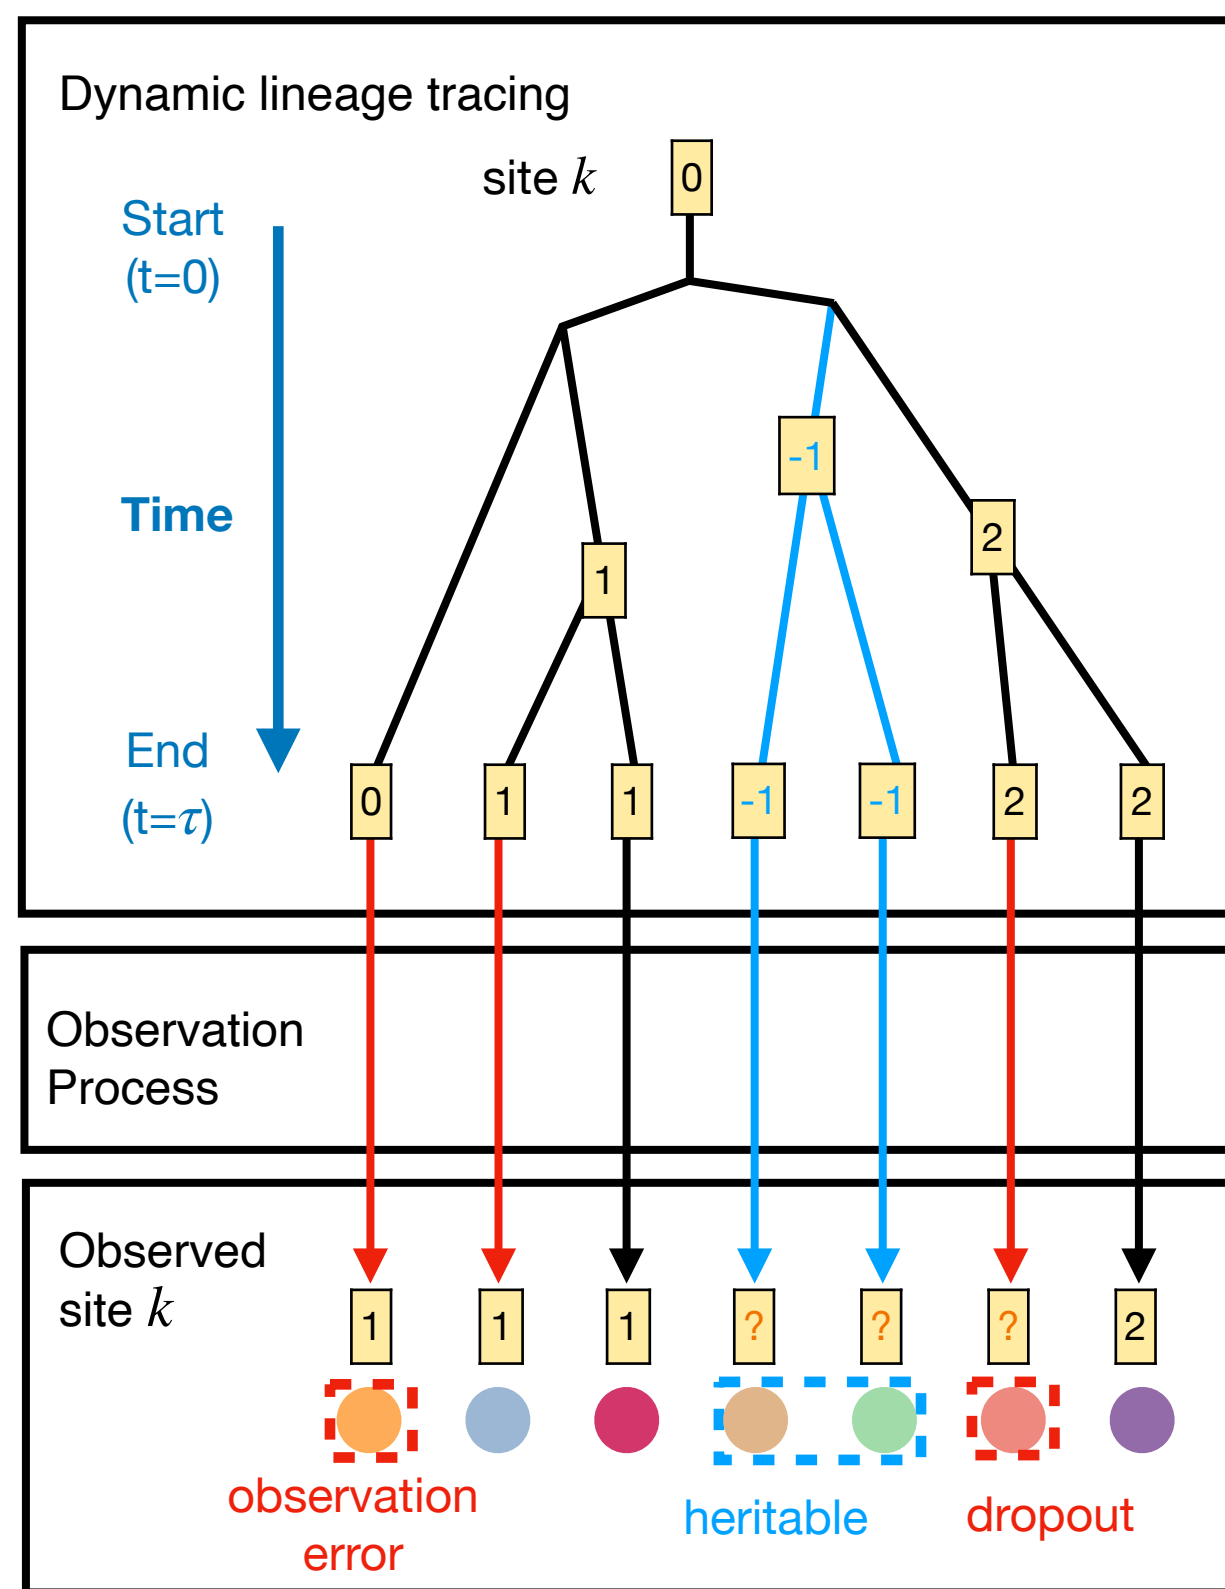 Dynamic lineage tracing
site k
0
Start
(t=0)
-1
Time
2
1
End
(t=τ)
0 1 1 -1 -1 2 2
Observation
Process
Observed
site k
1 1 1 ? ? ? 2
observation
error
heritable
dropout